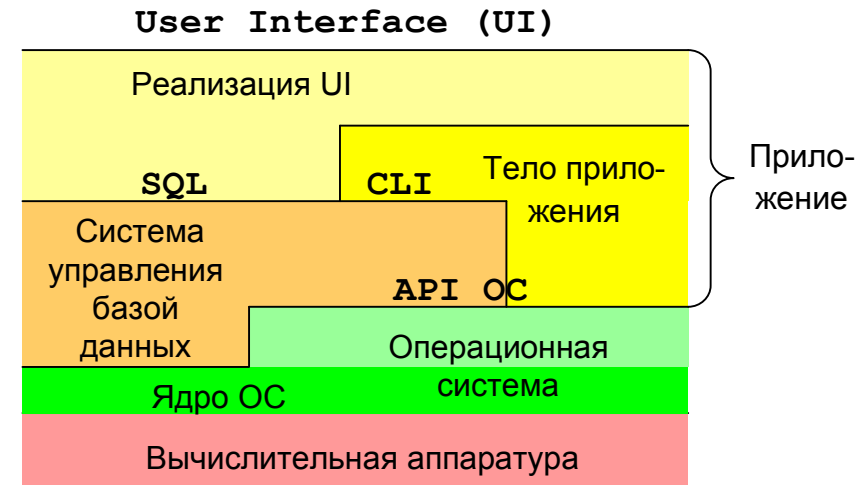 User Interface (UI)
Реализация UI
SQL
CLI
Тело прило-
жения
Прило-
жение
Система
управления
базой
данных
API ОС
Операционная
система
Ядро ОС
Вычислительная аппаратура